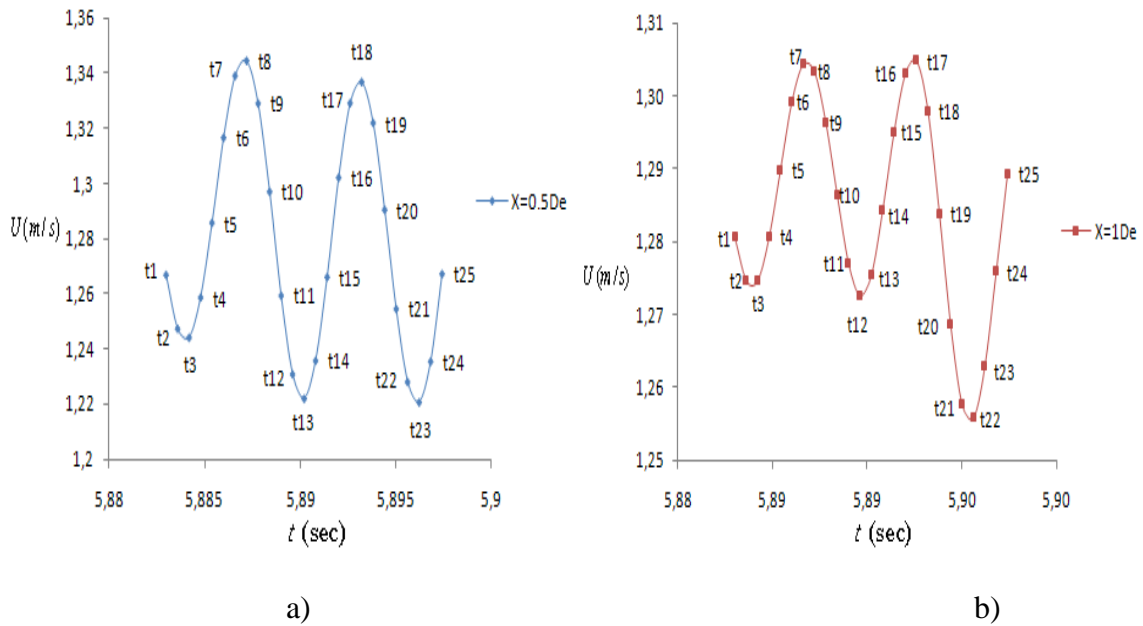 1,36
1,34
1,32
1,3
1,28
1,26
1,24
1,22
1,2
U(m/s)
t1
t2
t3
t4
t5
t6
t7
t8
t9
t10
t11
t12
t13
t14
t15
t16
t17
t18
t19
t20
t21
t22
t23
t24
t25
X=0.5De
5,88 5,885 5,89 5,895 5,9
t (sec)
a)
1,31
1,30
1,29
1,28
1,27
1,26
1,25
U(m/s)
t1
t2
t3
t4
t5
t6
t7
t8
t9
t10
t11
t12
t13
t14
t15
t16
t17
t18
t19
t20
t21
t22
t23
t24
t25
X=1De
5,88 5,89 5,89 5,90 5,90
t (sec)
b)